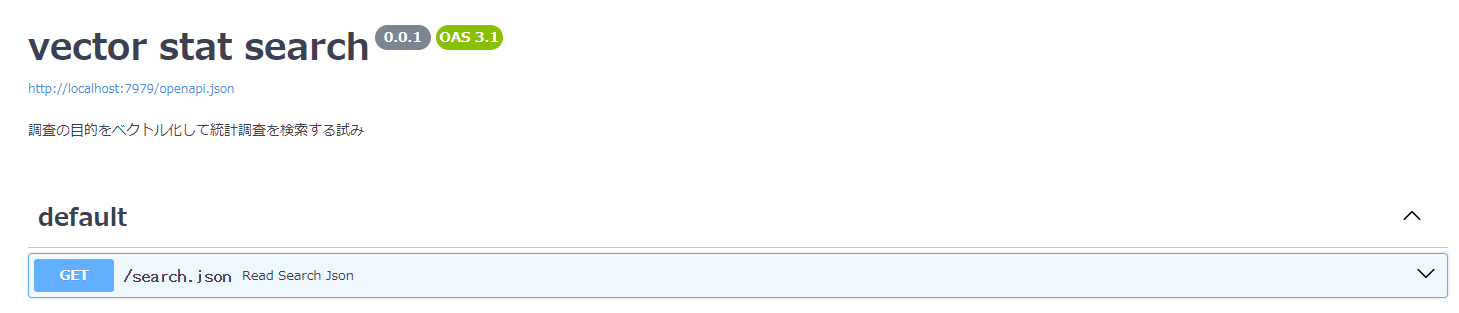 vector stat search 0.0.1 OAS 3.1
http://localhost:7979/openapi.json
調査の目的をベクトル化して統計調査を検索する試み
default
GET /search.json Read Search Json